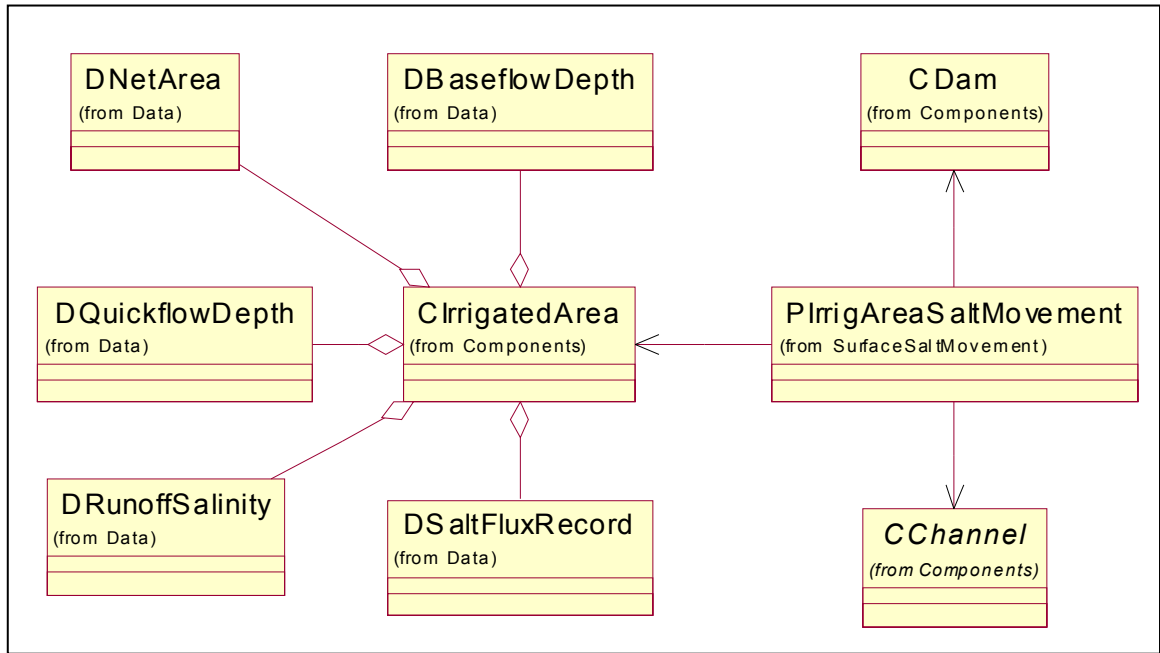 DNetArea
(from Data)
DBaseflowDepth
(from Data)
CDam
(from Components)
DQuickflowDepth
(from Data)
CIrrigatedArea
(from Components)
PIrrigAreaSaltMovement
(from SurfaceSaltMovement)
DRunoffSalinity
(from Data)
DSaltFluxRecord
(from Data)
CChannel
(from Components)